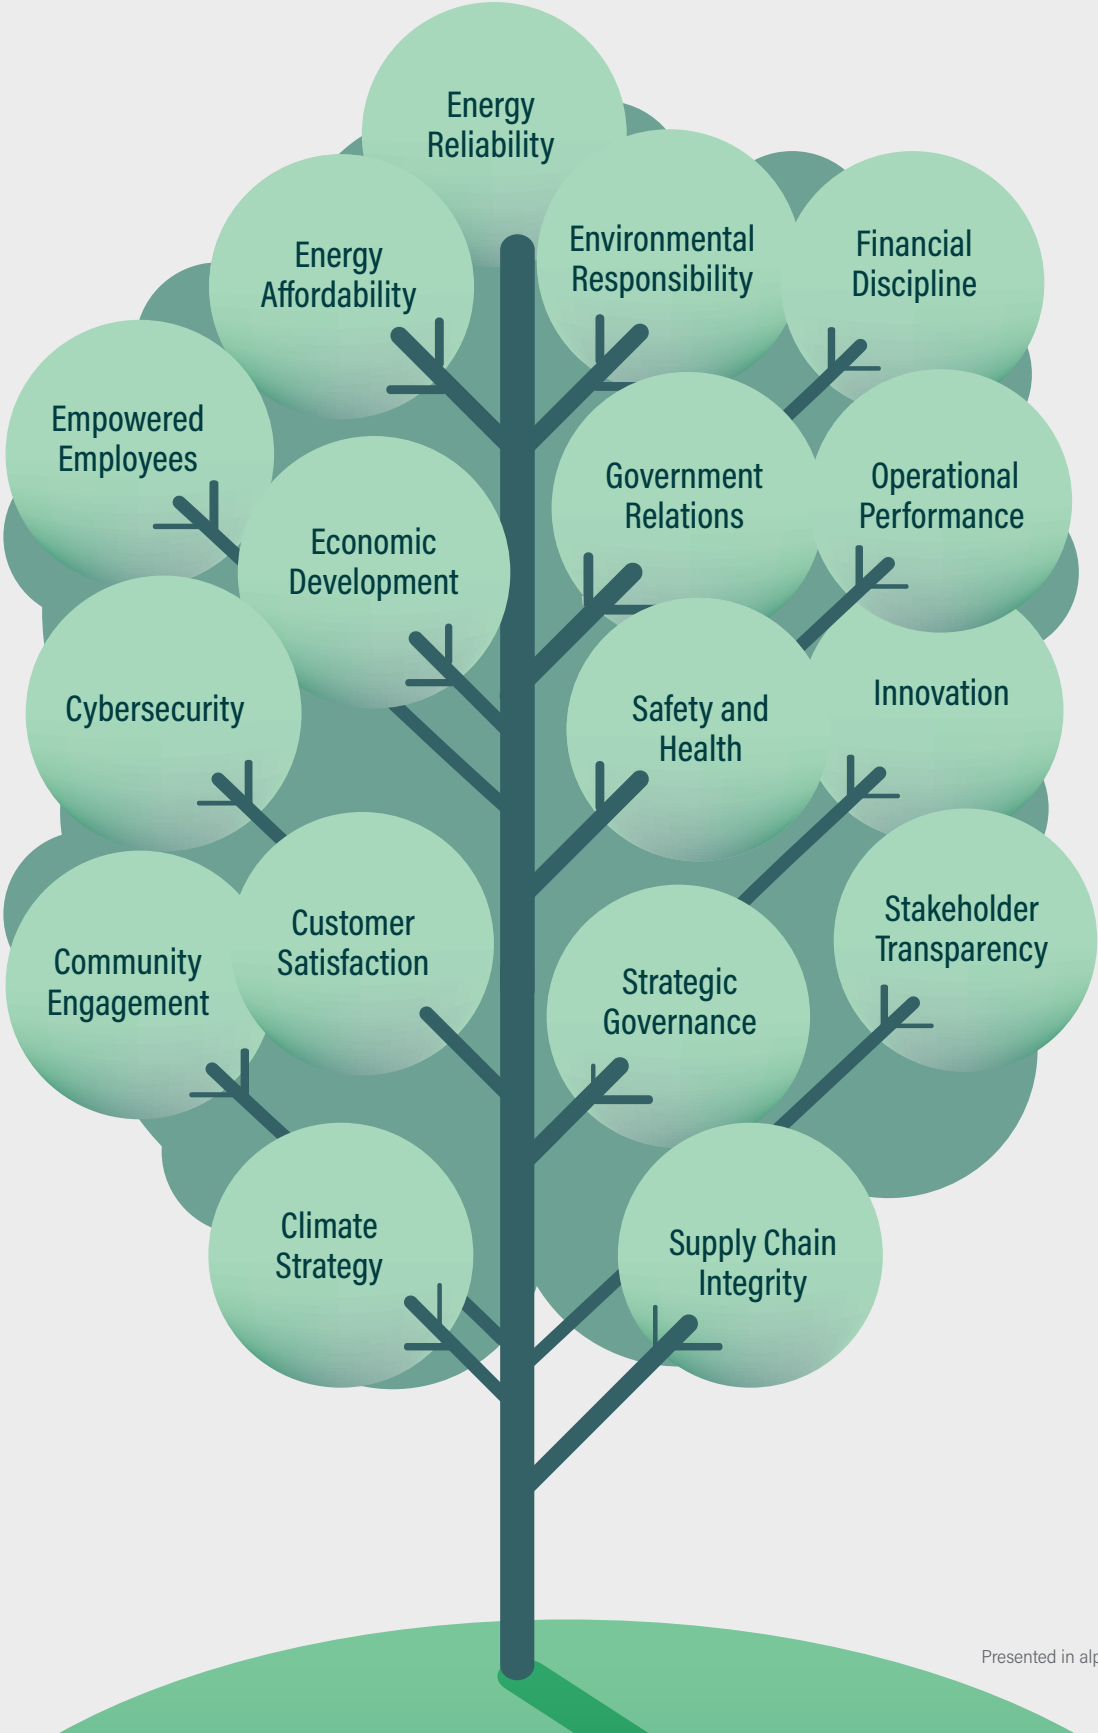 Energy
Reliability
Energy
Affordability
Environmental
Responsibility
Financial
Discipline
Empowered
Employees
Economic
Development
Government
Relations
Operational
Performance
Cybersecurity
Safety and
Health
Innovation
Customer
Satisfaction
Community
Engagement
Strategic
Governance
Stakeholder
Transparency
Climate
Strategy
Supply Chain
Integrity
Presented in